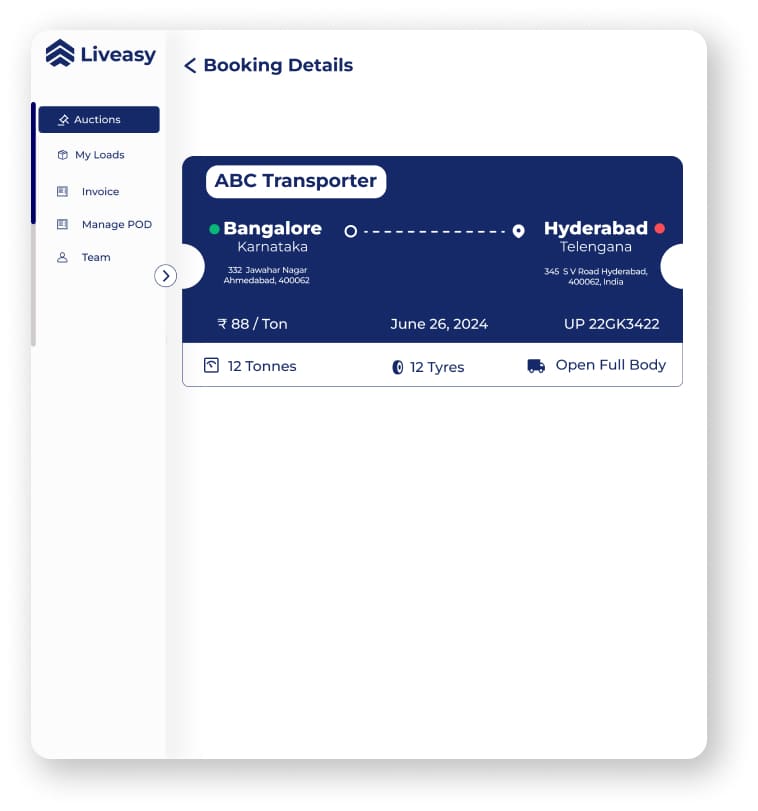 Liveasy
Booking Details
Auctions
My Loads
Invoice
Manage POD
Team
ABC Transporter
Bangalore
Karnataka
332 Jawahar Nagar
Ahmedabad, 400062
Hyderabad
Telengana
345 S V Road Hyderabad,
400062, India
₹ 88 / Ton
June 26, 2024
UP 22GK3422
12 Tonnes
12 Tyres
Open Full Body